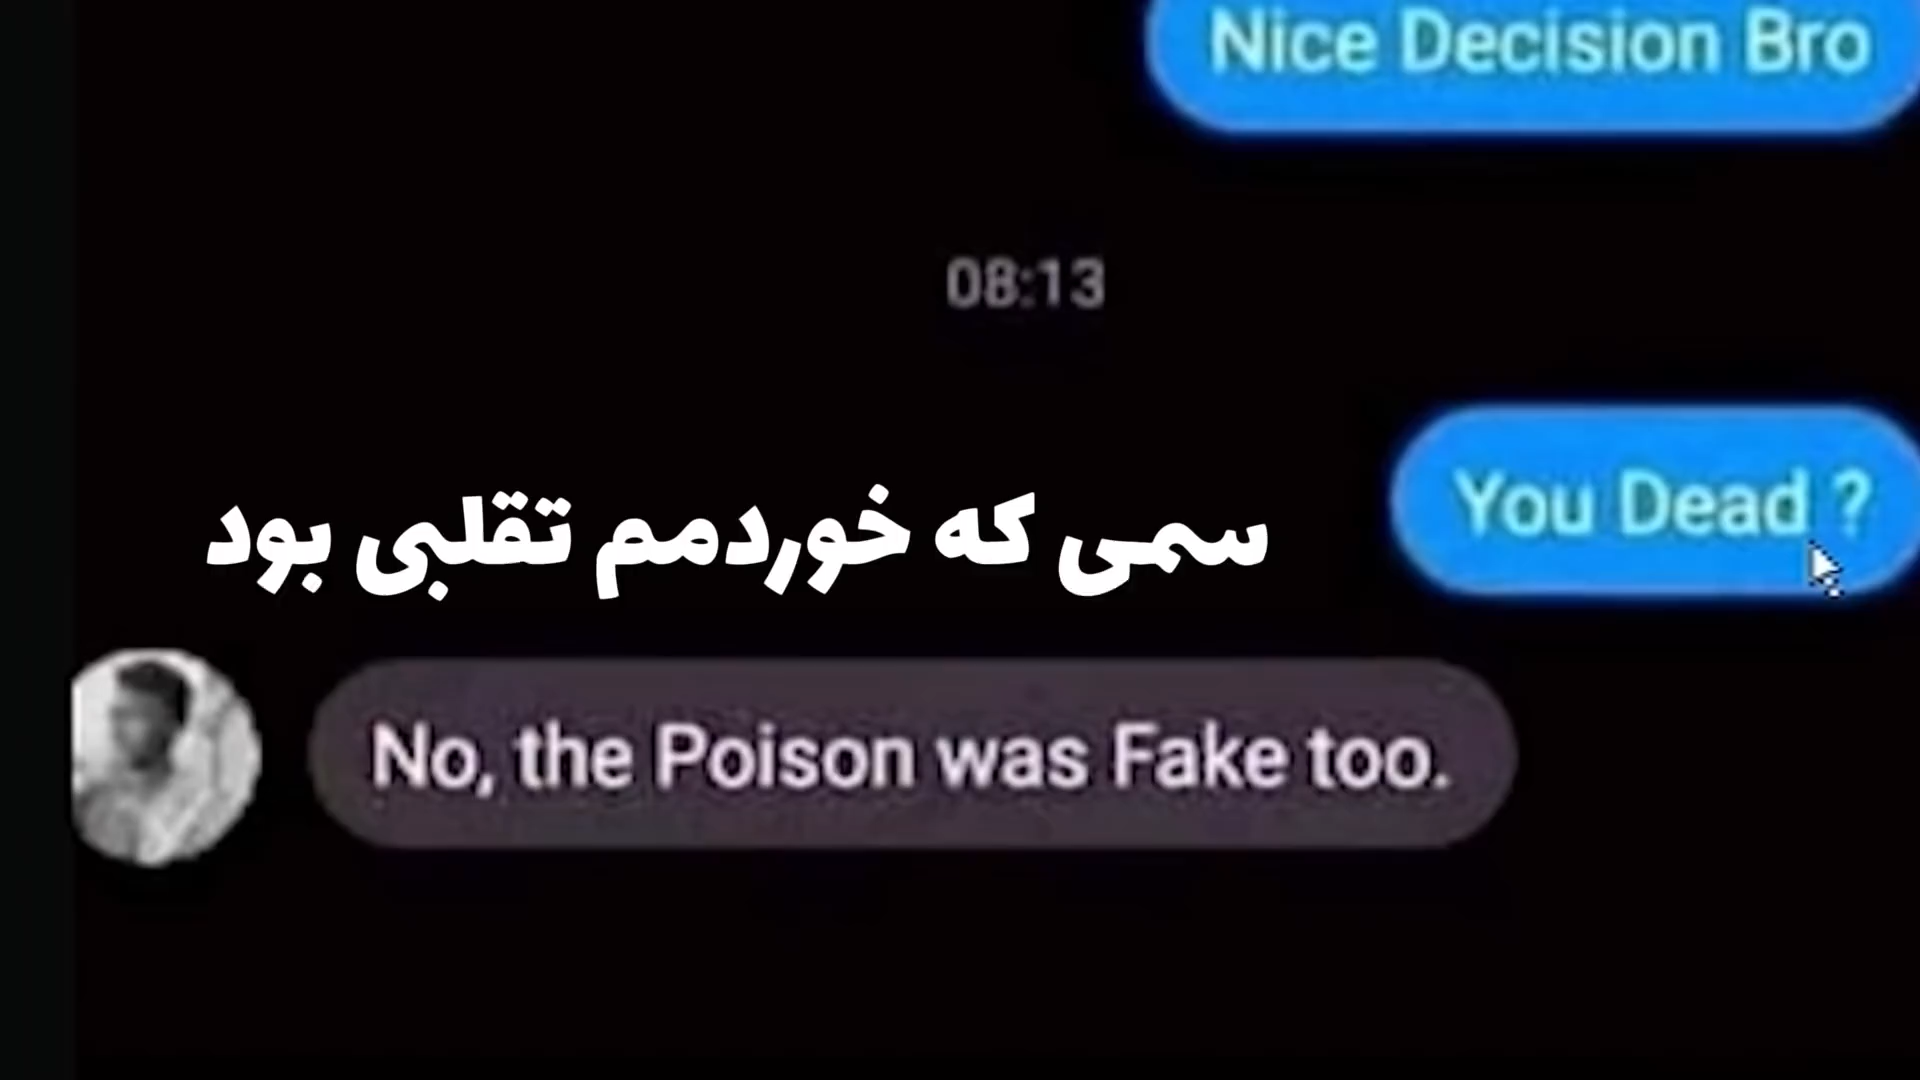 Nice Decision Bro
08:13
You Dead ?
سمی که خوردمم تقلبی بود
No, the Poison was Fake too.